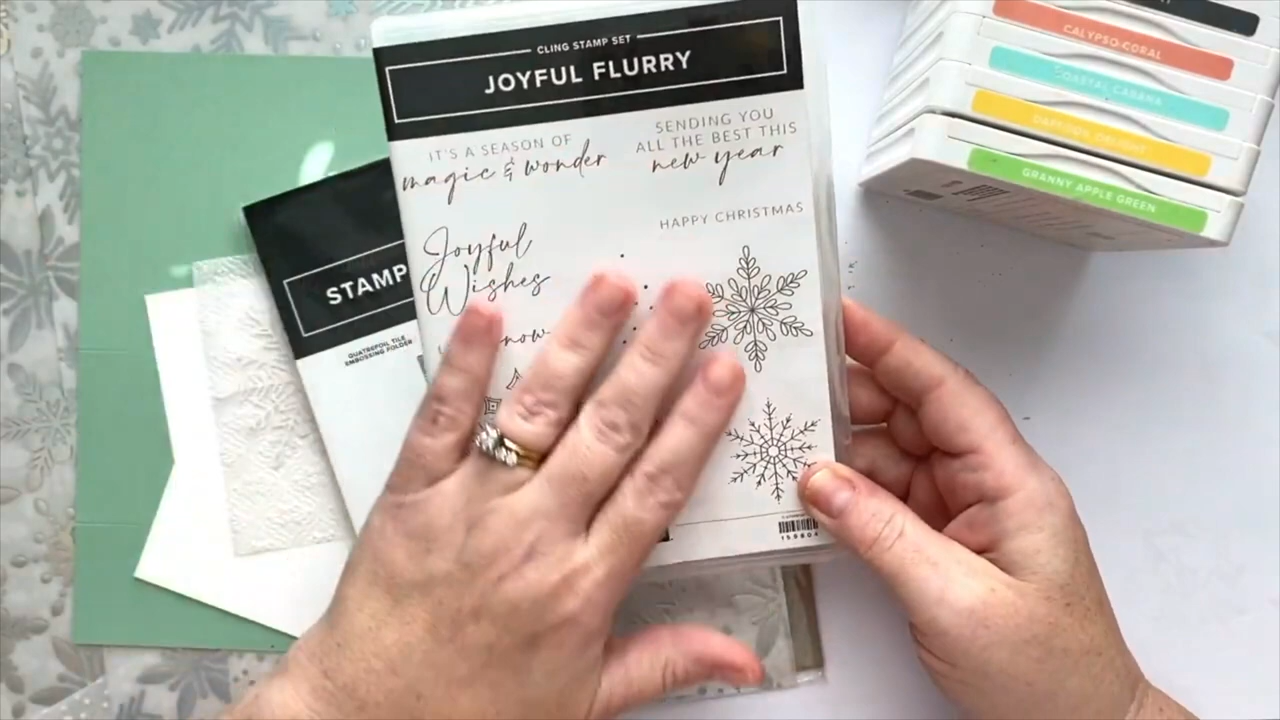 CLING STAMP SET
JOYFUL FLURRY
IT'S A SEASON OF
magic & wonder
SENDING YOU
ALL THE BEST THIS
new year
HAPPY CHRISTMAS
Joyful
Wishes
now
STAMP
QUATREFOIL TILE
EMBOSSING FOLDER
CALYPSO CORAL
COASTAL CABANA
DAFFODIL DELIGHT
GRANNY APPLE GREEN